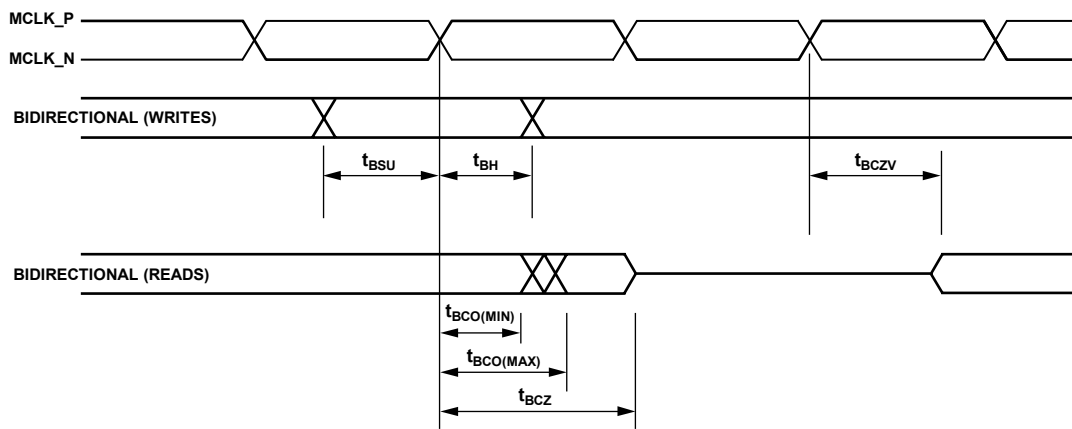 MCLK_P
MCLK_N
BIDIRECTIONAL (WRITES)
tBSU
tBH
tBCZV
BIDIRECTIONAL (READS)
tBCO(MIN)
tBCO(MAX)
tBCZ